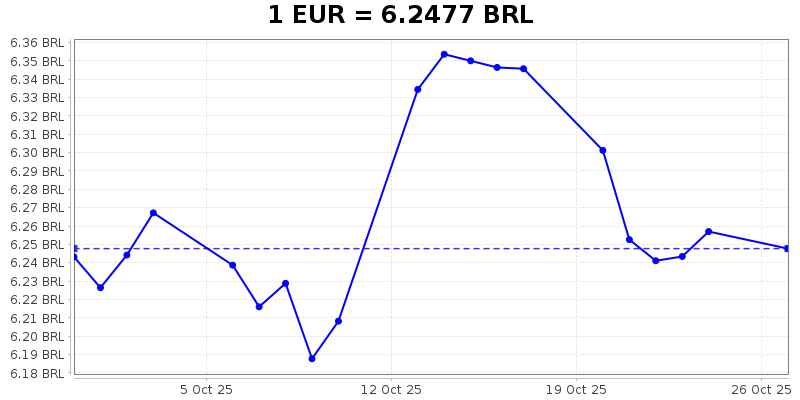 1 EUR = 6.2477 BRL
6.36 BRL
6.35 BRL
6.34 BRL
6.33 BRL
6.32 BRL
6.31 BRL
6.30 BRL
6.29 BRL
6.28 BRL
6.27 BRL
6.26 BRL
6.25 BRL
6.24 BRL
6.23 BRL
6.22 BRL
6.21 BRL
6.20 BRL
6.19 BRL
6.18 BRL
5 Oct 25 12 Oct 25 19 Oct 25 26 Oct 25